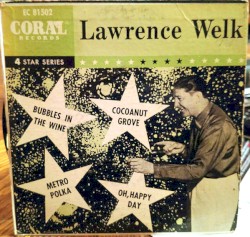 EC 81502
CORAL
RECORDS
Lawrence Welk
4 STAR SERIES
BUBBLES IN
THE WINE
COCOANUT
GROVE
METRO
POLKA
OH, HAPPY
DAY